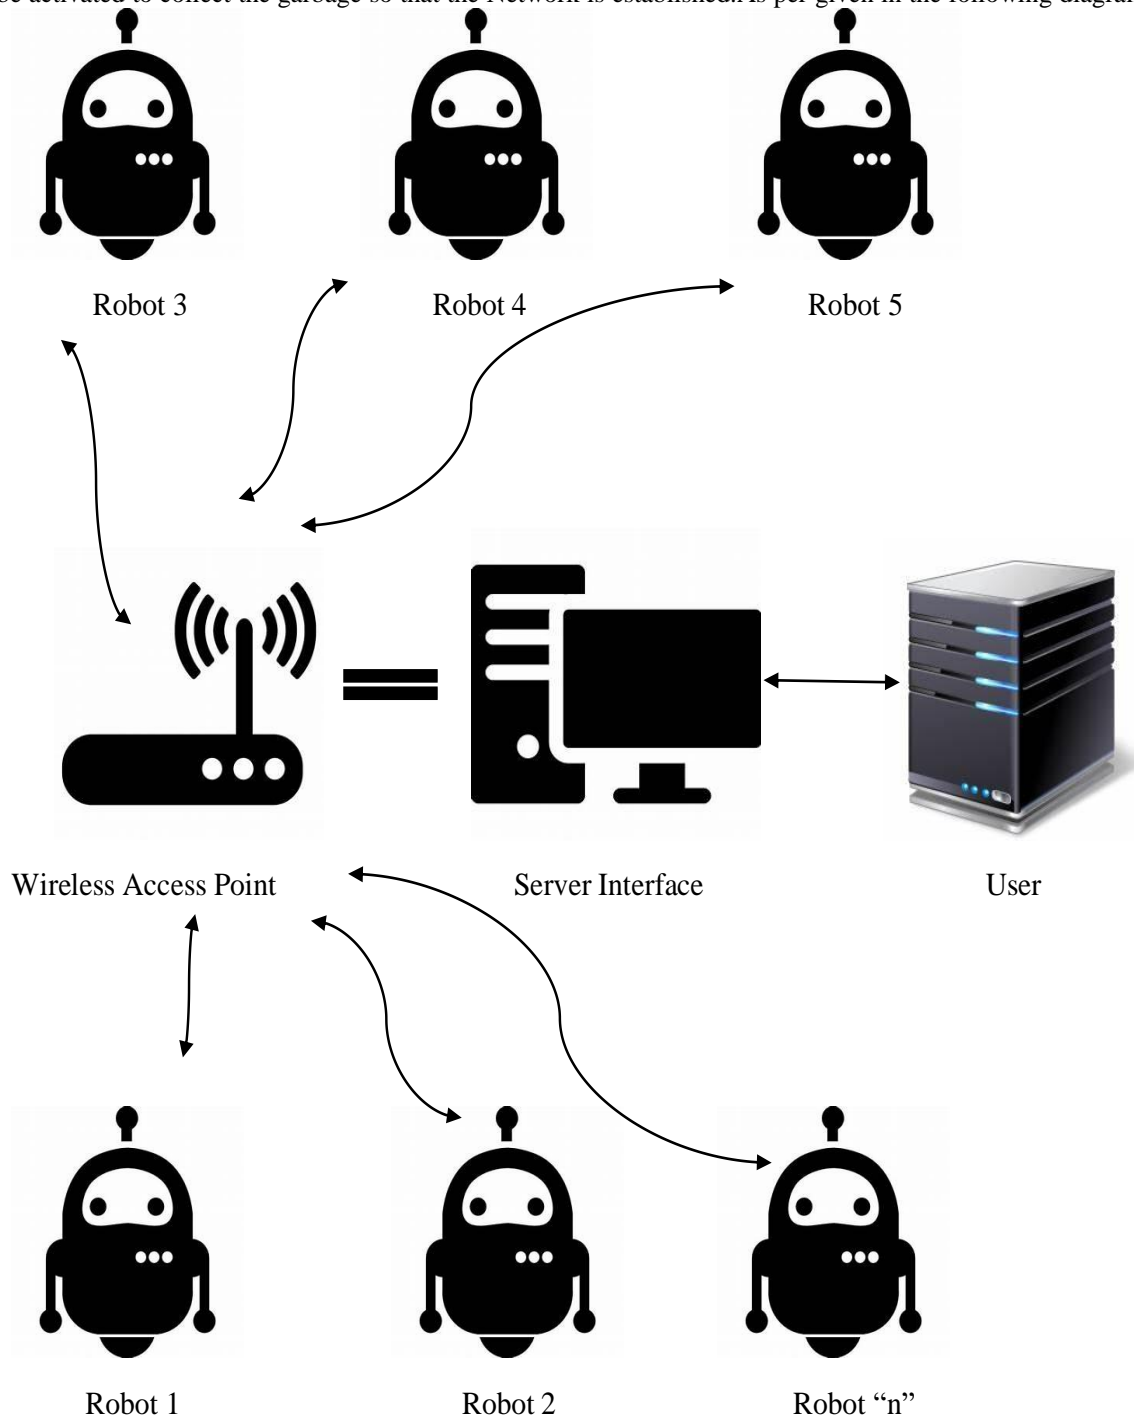 be activated to collect the garbage so that the Network is established.As per given in the following diagram
Robot 3
Robot 4
Robot 5
Wireless Access Point
Server Interface
User
Robot 1
Robot 2
Robot “n”